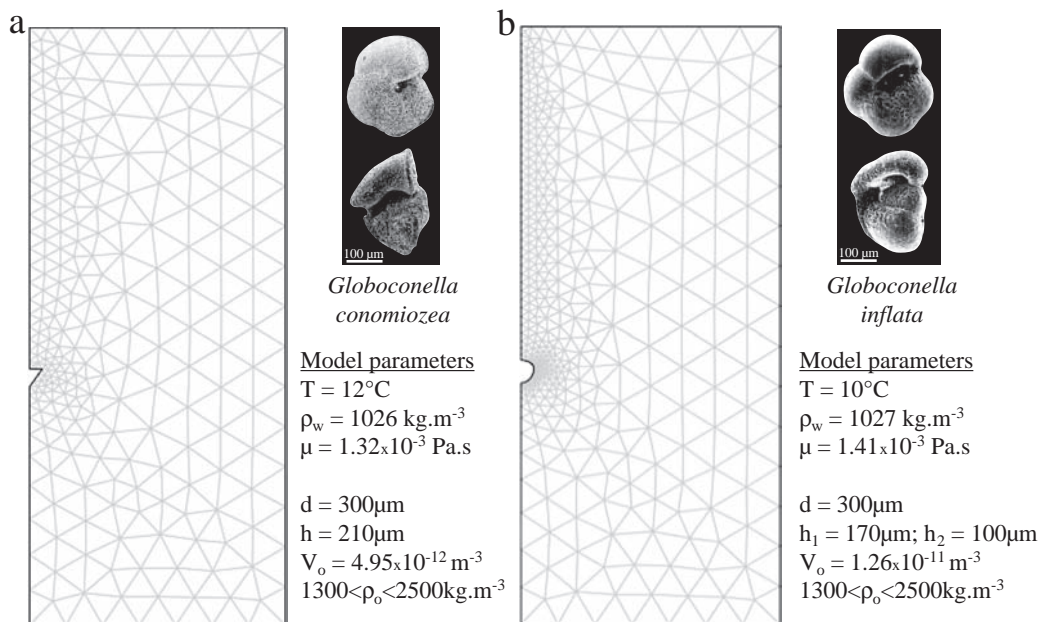 a
100 μm
Globoconella
conomiozea
Model parameters
T = 12°C
ρw = 1026 kg.m-3
μ = 1.32x10-3 Pa.s
d = 300μm
h = 210μm
Vo = 4.95x10-12 m-3
1300<ρo<2500kg.m-3
b
100 μm
Globoconella
inflata
Model parameters
T = 10°C
ρw = 1027 kg.m-3
μ = 1.41x10-3 Pa.s
d = 300μm
h1 = 170μm; h2 = 100μm
Vo = 1.26x10-11 m-3
1300<ρo<2500kg.m-3